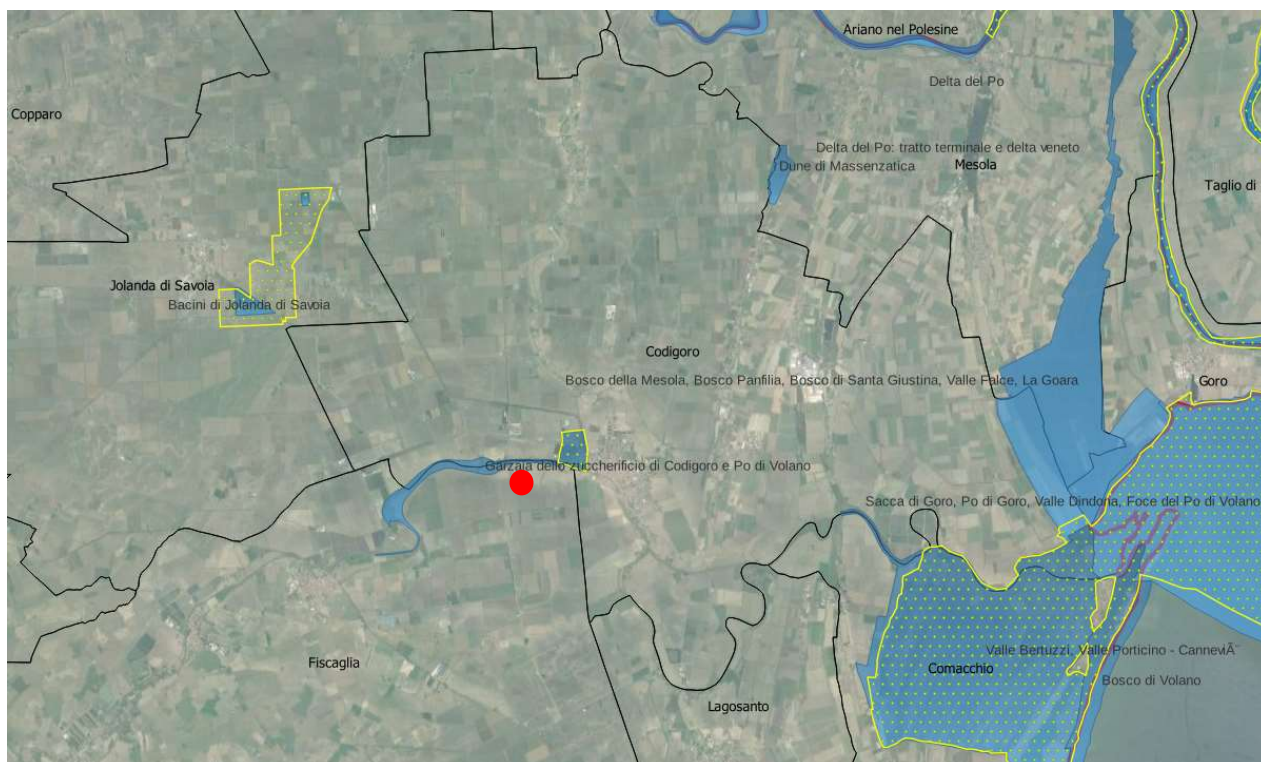 Ariano nel Polesine
Delta del Po
Copparo
Delta del Po: tratto terminale e delta veneto
Dune di Massenzatica
Mesola
Taglio di
Jolanda di Savoia
Bacini di Jolanda di Savoia
Codigoro
Bosco della Mesola, Bosco Panfilia, Bosco di Santa Giustina, Valle Falce, La Goara
Goro
Garzaia dello zuccherificio di Codigoro e Po di Volano
Sacca di Goro, Po di Goro, Valle Dindona, Foce del Po di Volano
Valle Bertuzzi, Valle Porticino - CanneviÃ¨
Fiscaglia
Comacchio
Bosco di Volano
Lagosanto